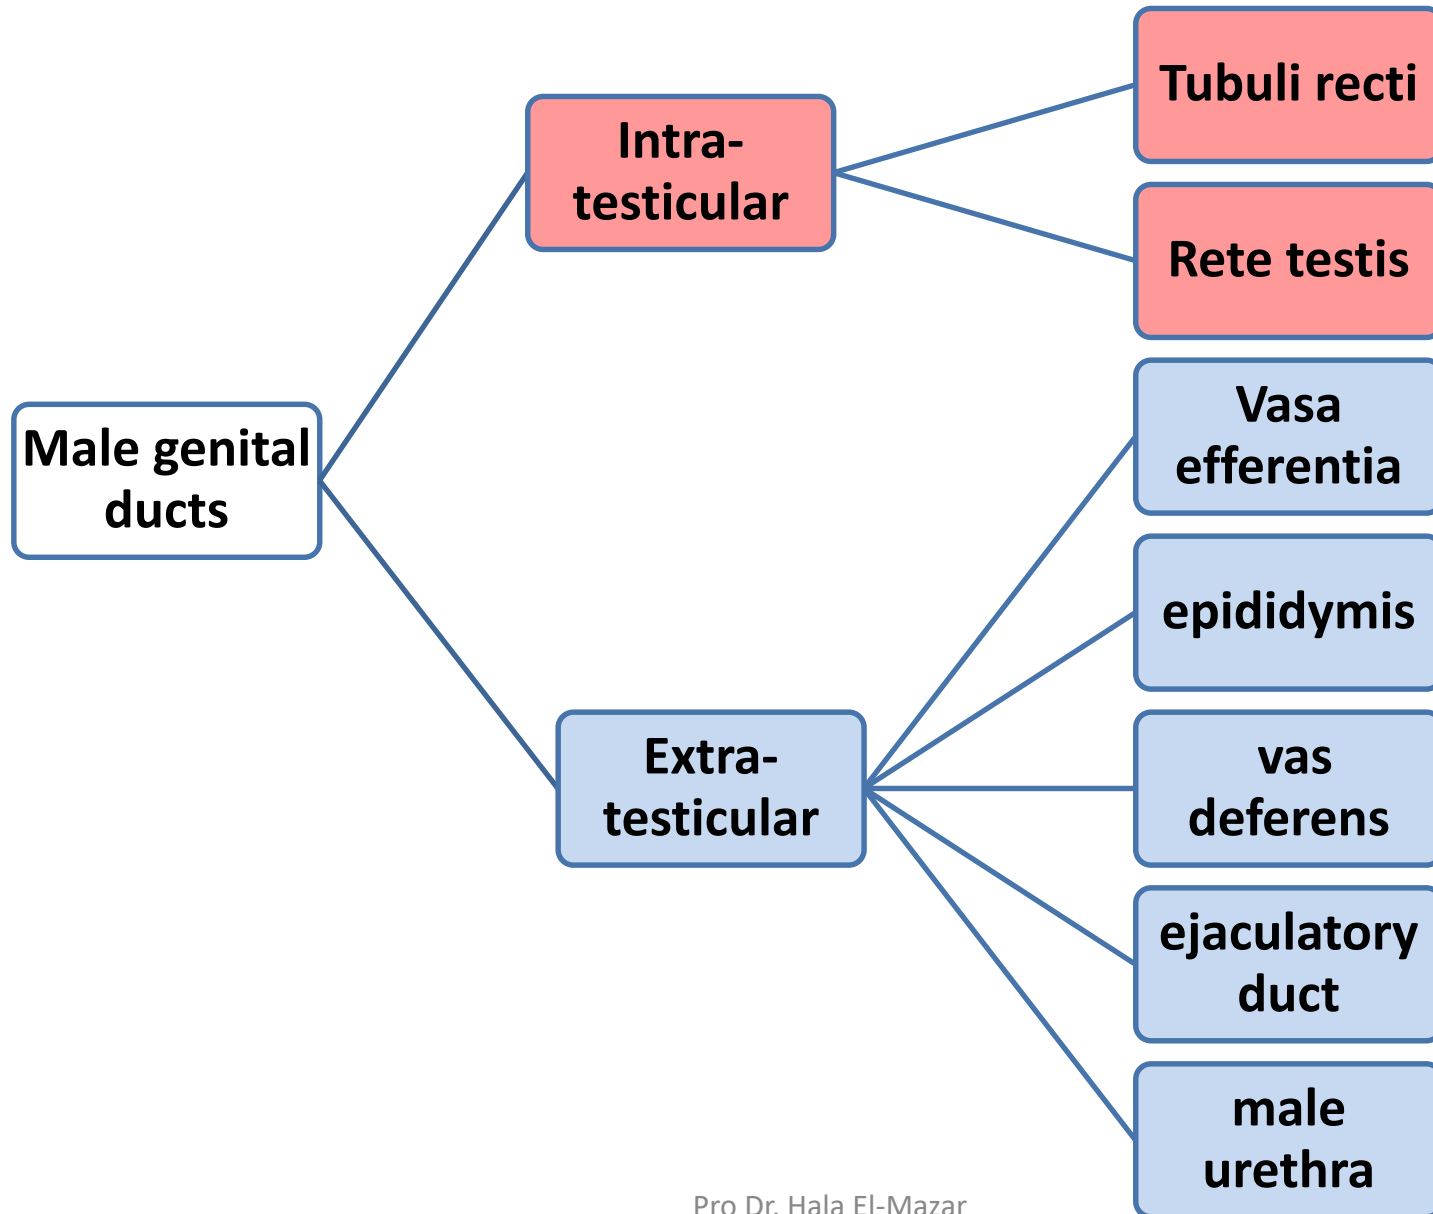 Male genital
ducts
Intra-
testicular
Tubuli recti
Rete testis
Extra-
testicular
Vasa
efferentia
epididymis
vas
deferens
ejaculatory
duct
male
urethra
Pro Dr. Hala El-Mazar